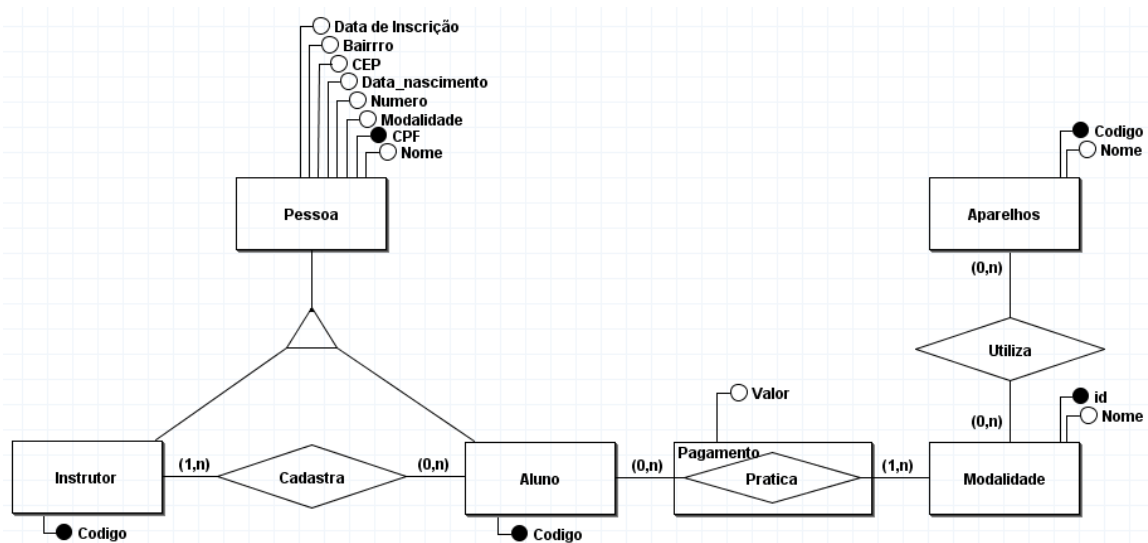 Data de Inscrição
Bairrro
CEP
Data_nascimento
Numero
Modalidade
CPF
Nome
Pessoa
Codigo
Nome
Aparelhos
(0,n)
Utiliza
(0,n)
id
Nome
Valor
Instrutor
(1,n)
Cadastra
(0,n)
Aluno
(0,n)
Pagamento
Pratica
(1,n)
Modalidade
Codigo
Codigo